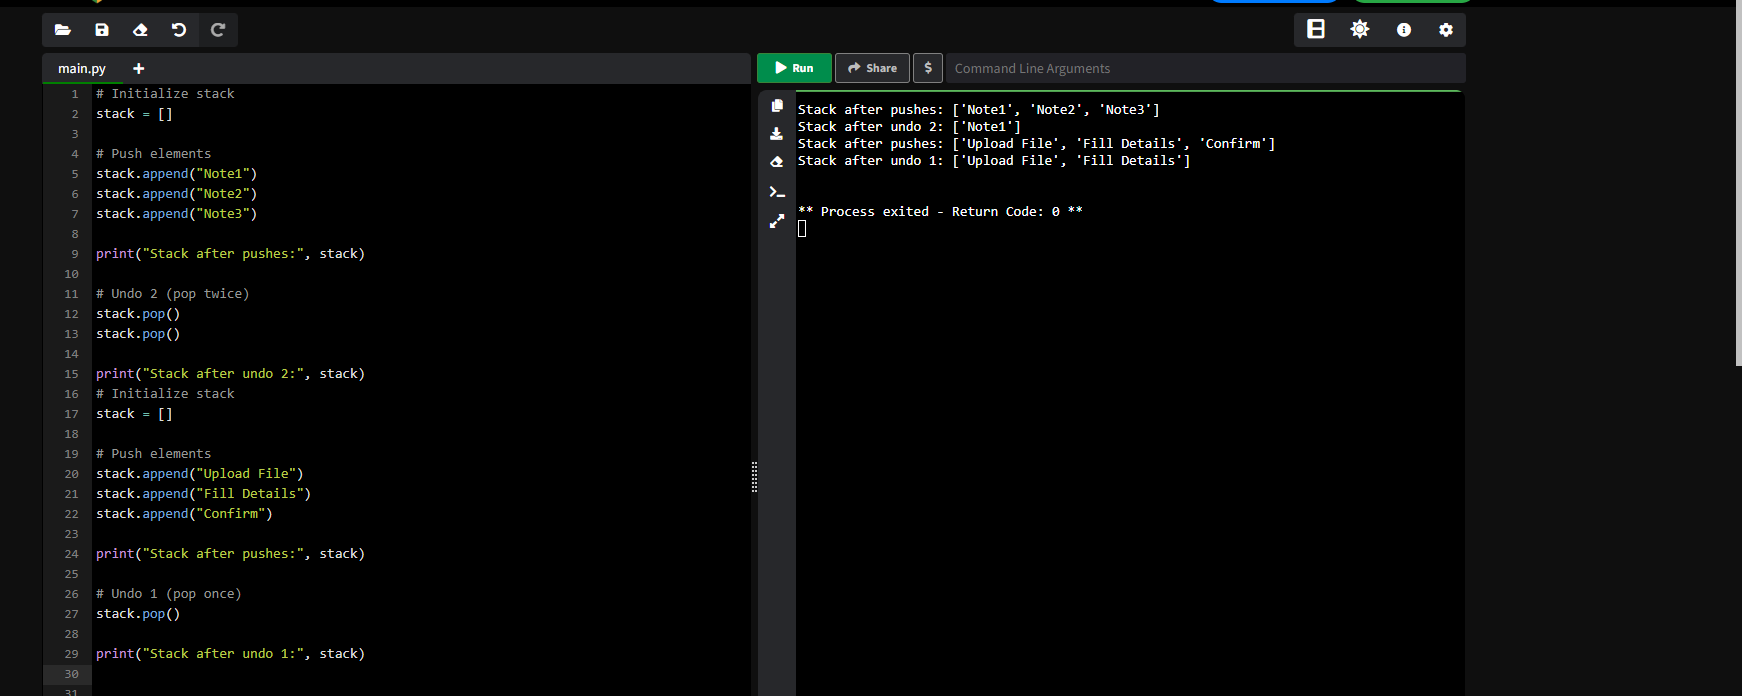 main.py +
1 # Initialize stack
2 stack = []
3
4 # Push elements
5 stack.append("Note1")
6 stack.append("Note2")
7 stack.append("Note3")
8
9 print("Stack after pushes:", stack)
10
11 # Undo 2 (pop twice)
12 stack.pop()
13 stack.pop()
14
15 print("Stack after undo 2:", stack)
16 # Initialize stack
17 stack = []
18
19 # Push elements
20 stack.append("Upload File")
21 stack.append("Fill Details")
22 stack.append("Confirm")
23
24 print("Stack after pushes:", stack)
25
26 # Undo 1 (pop once)
27 stack.pop()
28
29 print("Stack after undo 1:", stack)
30
31
Run Share $ Command Line Arguments
Stack after pushes: ['Note1', 'Note2', 'Note3']
Stack after undo 2: ['Note1']
Stack after pushes: ['Upload File', 'Fill Details', 'Confirm']
Stack after undo 1: ['Upload File', 'Fill Details']
** Process exited - Return Code: 0 **